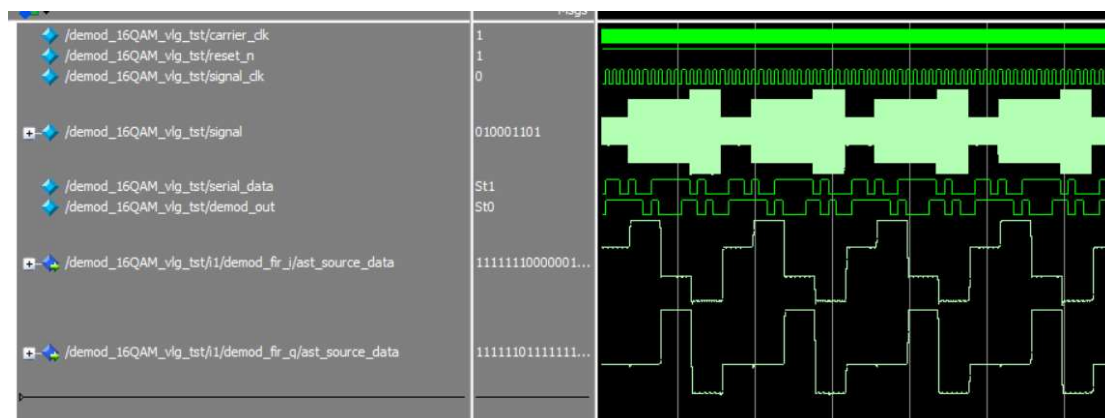 Msgs
/demod_16QAM_vlg_tst/carrier_clk 1
/demod_16QAM_vlg_tst/reset_n 1
/demod_16QAM_vlg_tst/signal_clk 0
/demod_16QAM_vlg_tst/signal 010001101
/demod_16QAM_vlg_tst/serial_data St1
/demod_16QAM_vlg_tst/demod_out St0
/demod_16QAM_vlg_tst/i1/demod_fir_i/ast_source_data 11111110000001...
/demod_16QAM_vlg_tst/i1/demod_fir_q/ast_source_data 11111101111111...